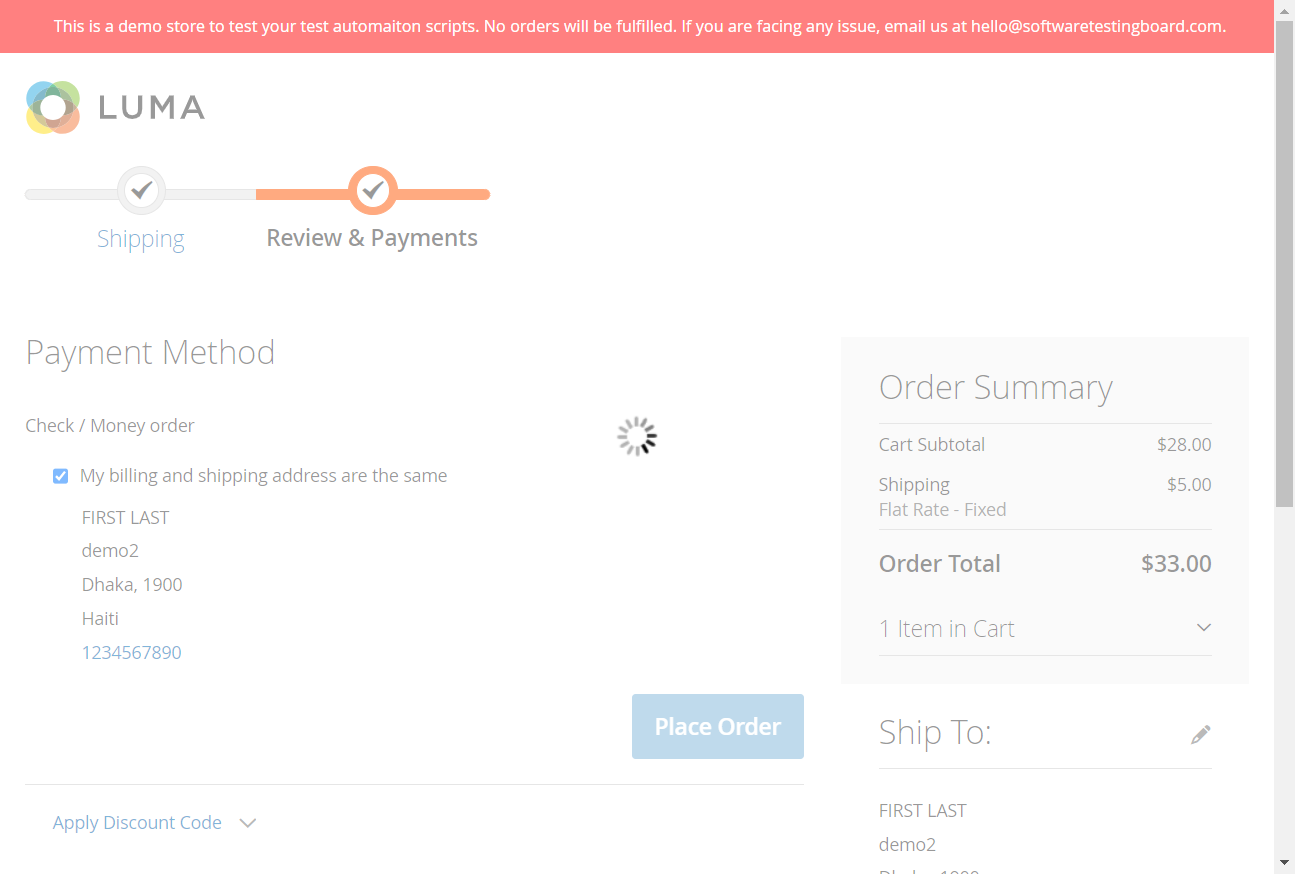 This is a demo store to test your test automaiton scripts. No orders will be fulfilled. If you are facing any issue, email us at hello@softwaretestingboard.com.
LUMA
Shipping
Review & Payments
Payment Method
Check / Money order
My billing and shipping address are the same
FIRST LAST
demo2
Dhaka, 1900
Haiti
1234567890
Place Order
Apply Discount Code
Order Summary
Cart Subtotal $28.00
Shipping $5.00
Flat Rate - Fixed
Order Total $33.00
1 Item in Cart
Ship To:
FIRST LAST
demo2